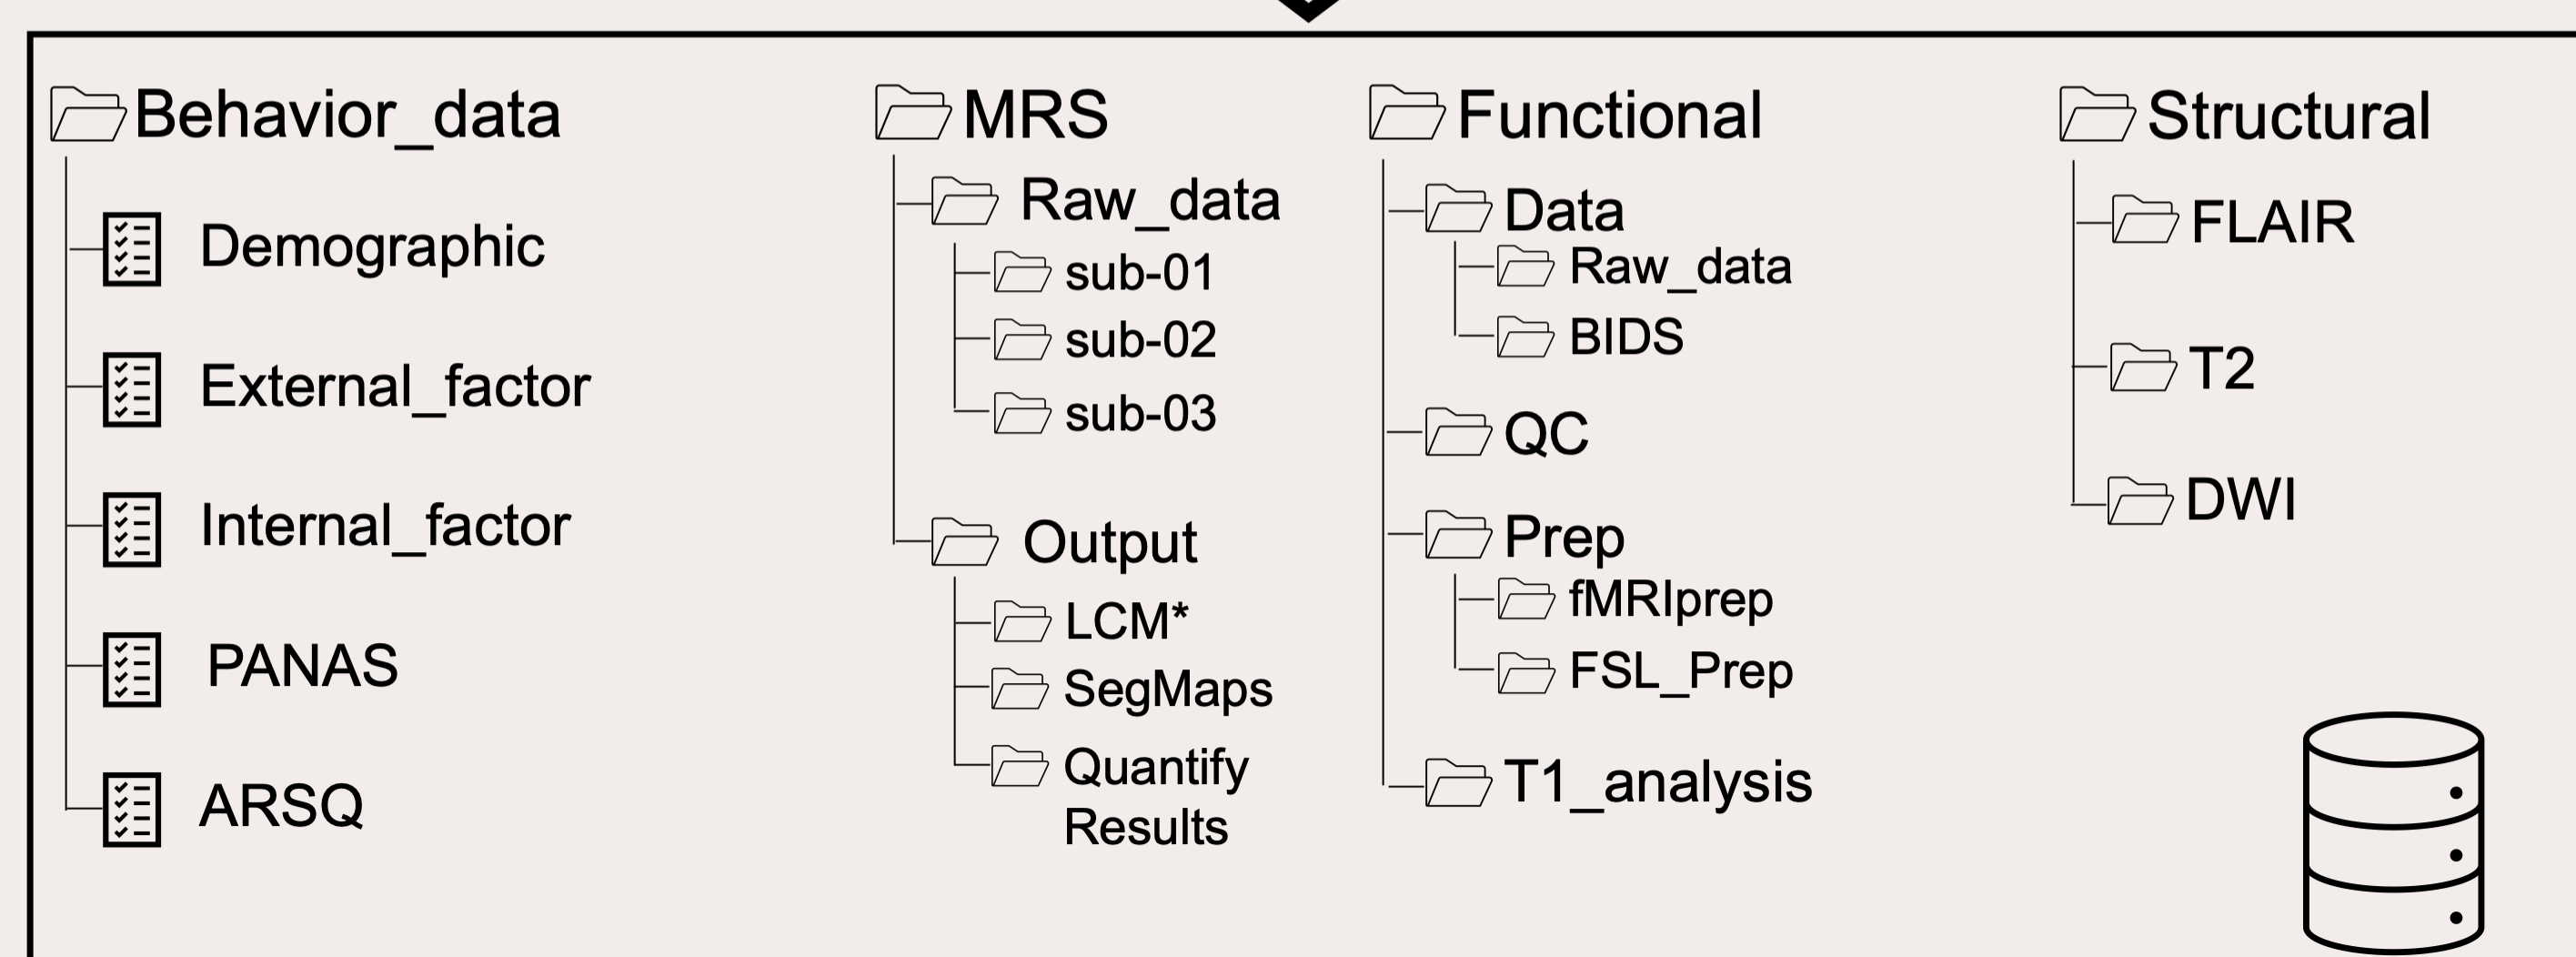 Behavior_data
Demographic
External_factor
Internal_factor
PANAS
ARSQ
MRS
Raw_data
sub-01
sub-02
sub-03
Output
LCM*
SegMaps
Quantify
Results
Functional
Data
Raw_data
BIDS
QC
Prep
fMRIprep
FSL_Prep
T1_analysis
Structural
FLAIR
T2
DWI